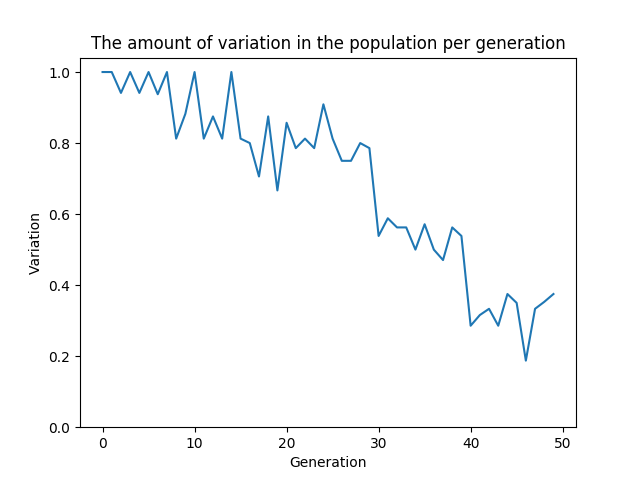 The amount of variation in the population per generation
1.0
0.8
0.6
0.4
0.2
0.0
Variation
0 10 20 30 40 50
Generation